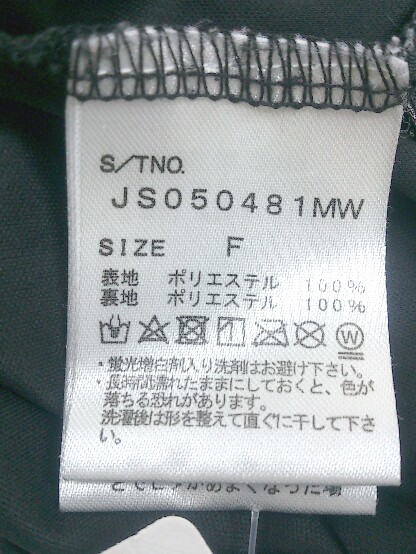 S/TNO.
JS050481MW
SIZE F
表地 ポリエステル 100%
裏地 ポリエステル 100%
W
・蛍光増白剤入り洗剤はお避け下さい。
・長時間濡れたままにしておくと、色が
落ちる恐れがあります。
洗濯後は形を整えて直ぐに干して下さ
い。